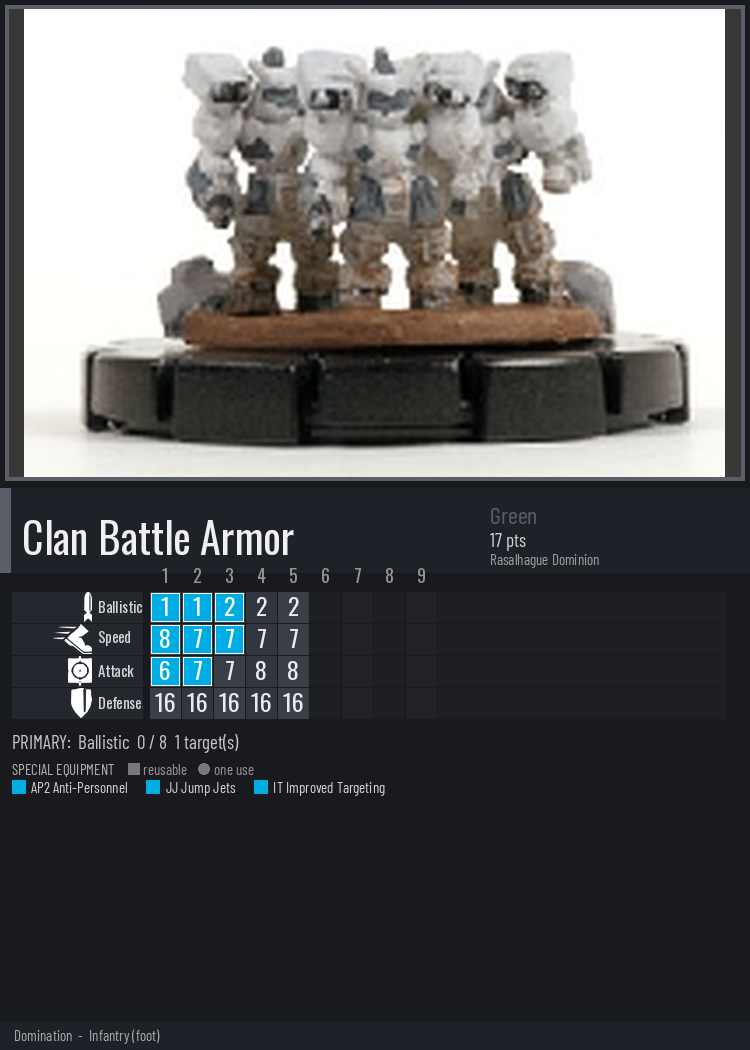 Clan Battle Armor
Green
17 pts
Rasalhague Dominion
1 2 3 4 5 6 7 8 9
Ballistic 1 1 2 2 2
Speed 8 7 7 7 7
Attack 6 7 7 8 8
Defense 16 16 16 16 16
PRIMARY: Ballistic 0 / 8 1 target(s)
SPECIAL EQUIPMENT reusable one use
AP2 Anti-Personnel JJ Jump Jets IT Improved Targeting
Domination - Infantry (foot)